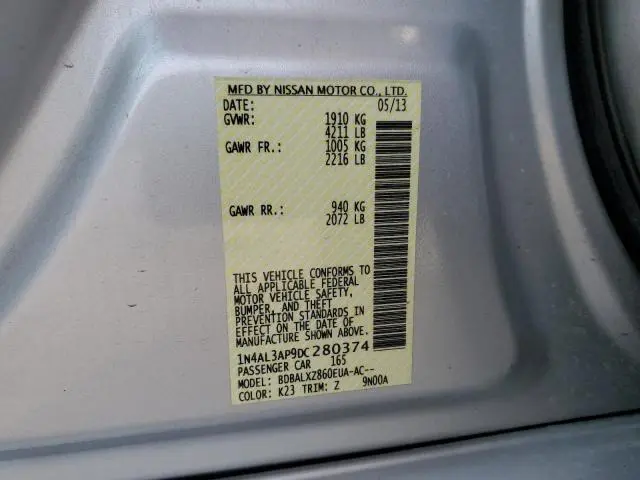 MFD BY NISSAN MOTOR CO., LTD.
DATE: 05/13
GVWR: 1910 KG
4211 LB
GAWR FR.: 1005 KG
2216 LB
GAWR RR.: 940 KG
2072 LB
THIS VEHICLE CONFORMS TO
ALL APPLICABLE FEDERAL
MOTOR VEHICLE SAFETY,
BUMPER, AND THEFT
PREVENTION STANDARDS IN
EFFECT ON THE DATE OF
MANUFACTURE SHOWN ABOVE.
1N4AL3AP9DC280374
PASSENGER CAR 165
MODEL: BDBALXZ860EUA-AC--
COLOR: K23 TRIM: Z 9N00A